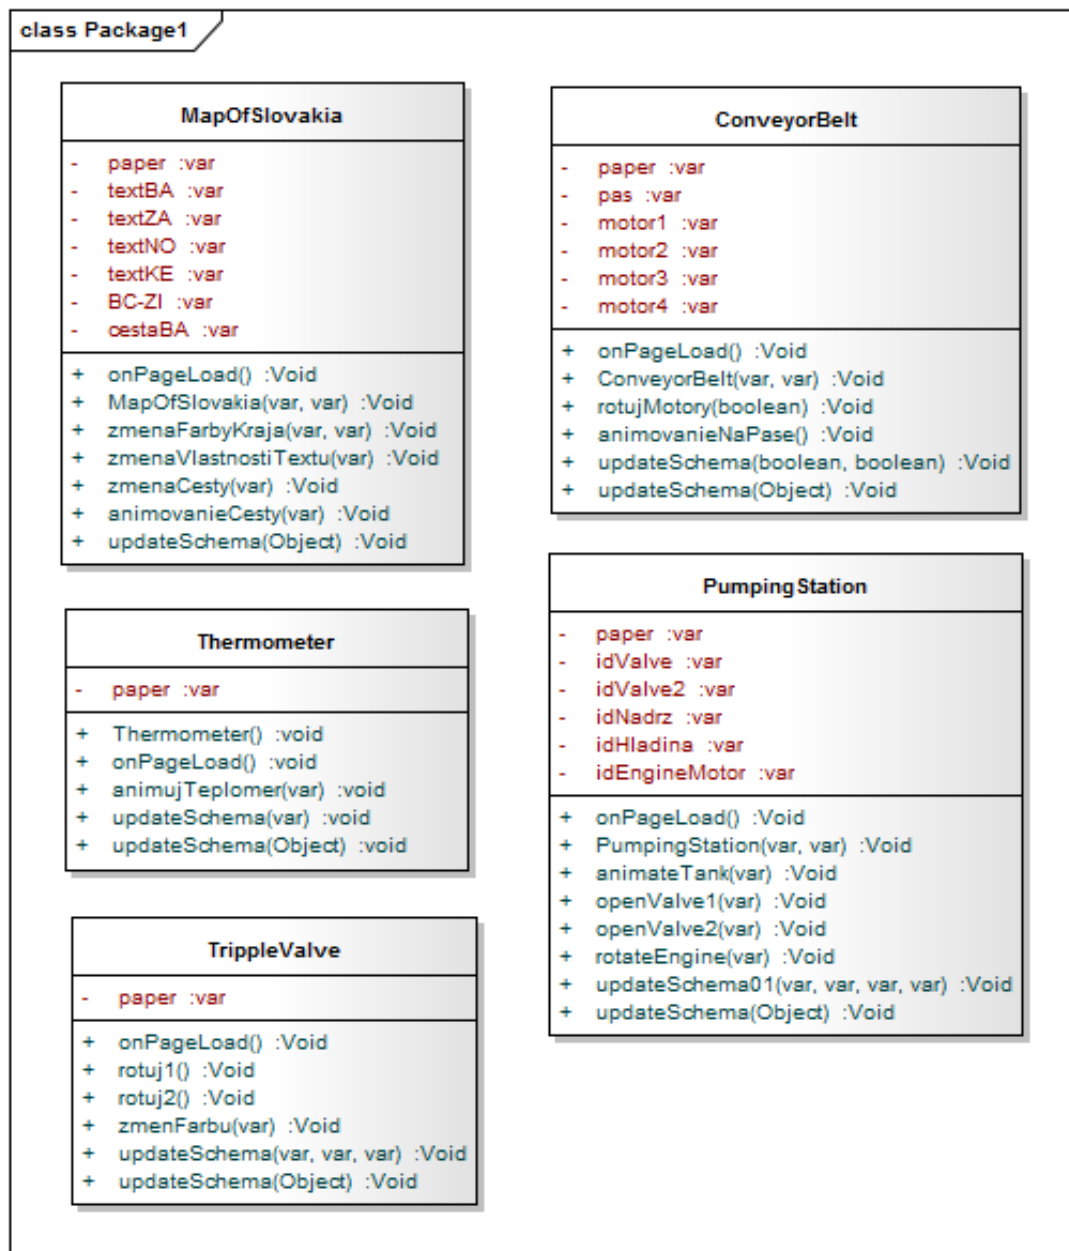 class Package1
MapOfSlovakia
- paper :var
- textBA :var
- textZA :var
- textNO :var
- textKE :var
- BC-ZI :var
- cestaBA :var
+ onPageLoad() :Void
+ MapOfSlovakia(var, var) :Void
+ zmenaFarbyKraja(var, var) :Void
+ zmenaVlastnostiTextu(var) :Void
+ zmenaCesty(var) :Void
+ animovanieCesty(var) :Void
+ updateSchema(Object) :Void
ConveyorBelt
- paper :var
- pas :var
- motor1 :var
- motor2 :var
- motor3 :var
- motor4 :var
+ onPageLoad() :Void
+ ConveyorBelt(var, var) :Void
+ rotujMotory(boolean) :Void
+ animovanieNaPase() :Void
+ updateSchema(boolean, boolean) :Void
+ updateSchema(Object) :Void
Thermometer
- paper :var
+ Thermometer() :void
+ onPageLoad() :void
+ animujTeplomer(var) :void
+ updateSchema(var) :void
+ updateSchema(Object) :void
PumpingStation
- paper :var
- idValve :var
- idValve2 :var
- idNadrz :var
- idHladina :var
- idEngineMotor :var
+ onPageLoad() :Void
+ PumpingStation(var, var) :Void
+ animateTank(var) :Void
+ openValve1(var) :Void
+ openValve2(var) :Void
+ rotateEngine(var) :Void
+ updateSchema01(var, var, var, var) :Void
+ updateSchema(Object) :Void
TrippleValve
- paper :var
+ onPageLoad() :Void
+ rotuj1() :Void
+ rotuj2() :Void
+ zmenFarbu(var) :Void
+ updateSchema(var, var, var) :Void
+ updateSchema(Object) :Void